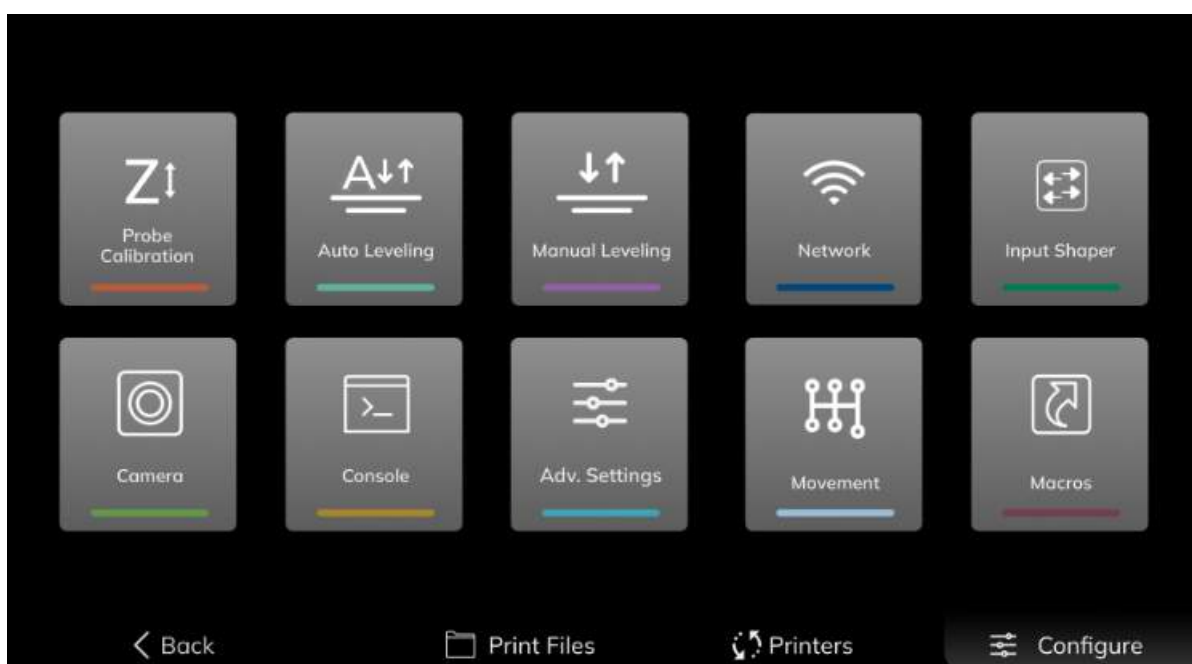 Z
Probe
Calibration
A
Auto Leveling
Manual Leveling
Network
Input Shaper
Camera
>_
Console
Adv. Settings
Movement
Macros
Back
Print Files
Printers
Configure